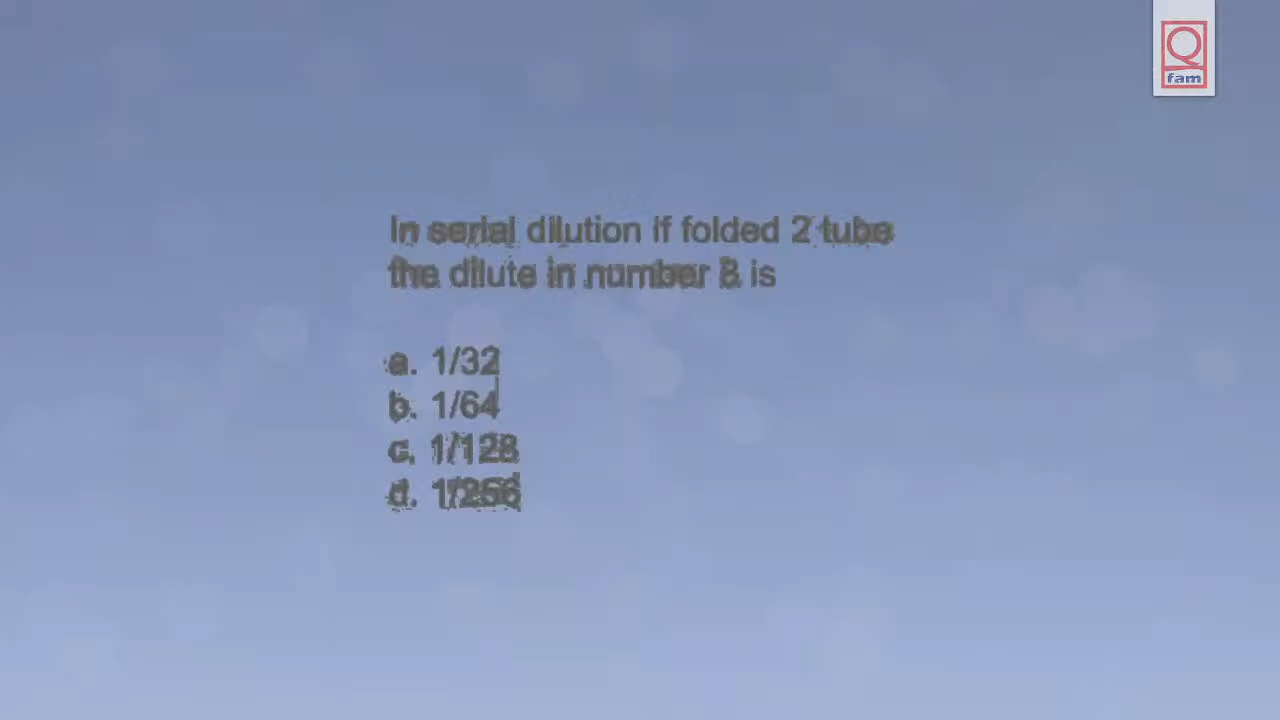 fam
In serial dilution if folded 2 tube
the dilute in number 8 is
a. 1/32
b. 1/64
c. 1/128
d. 1/256